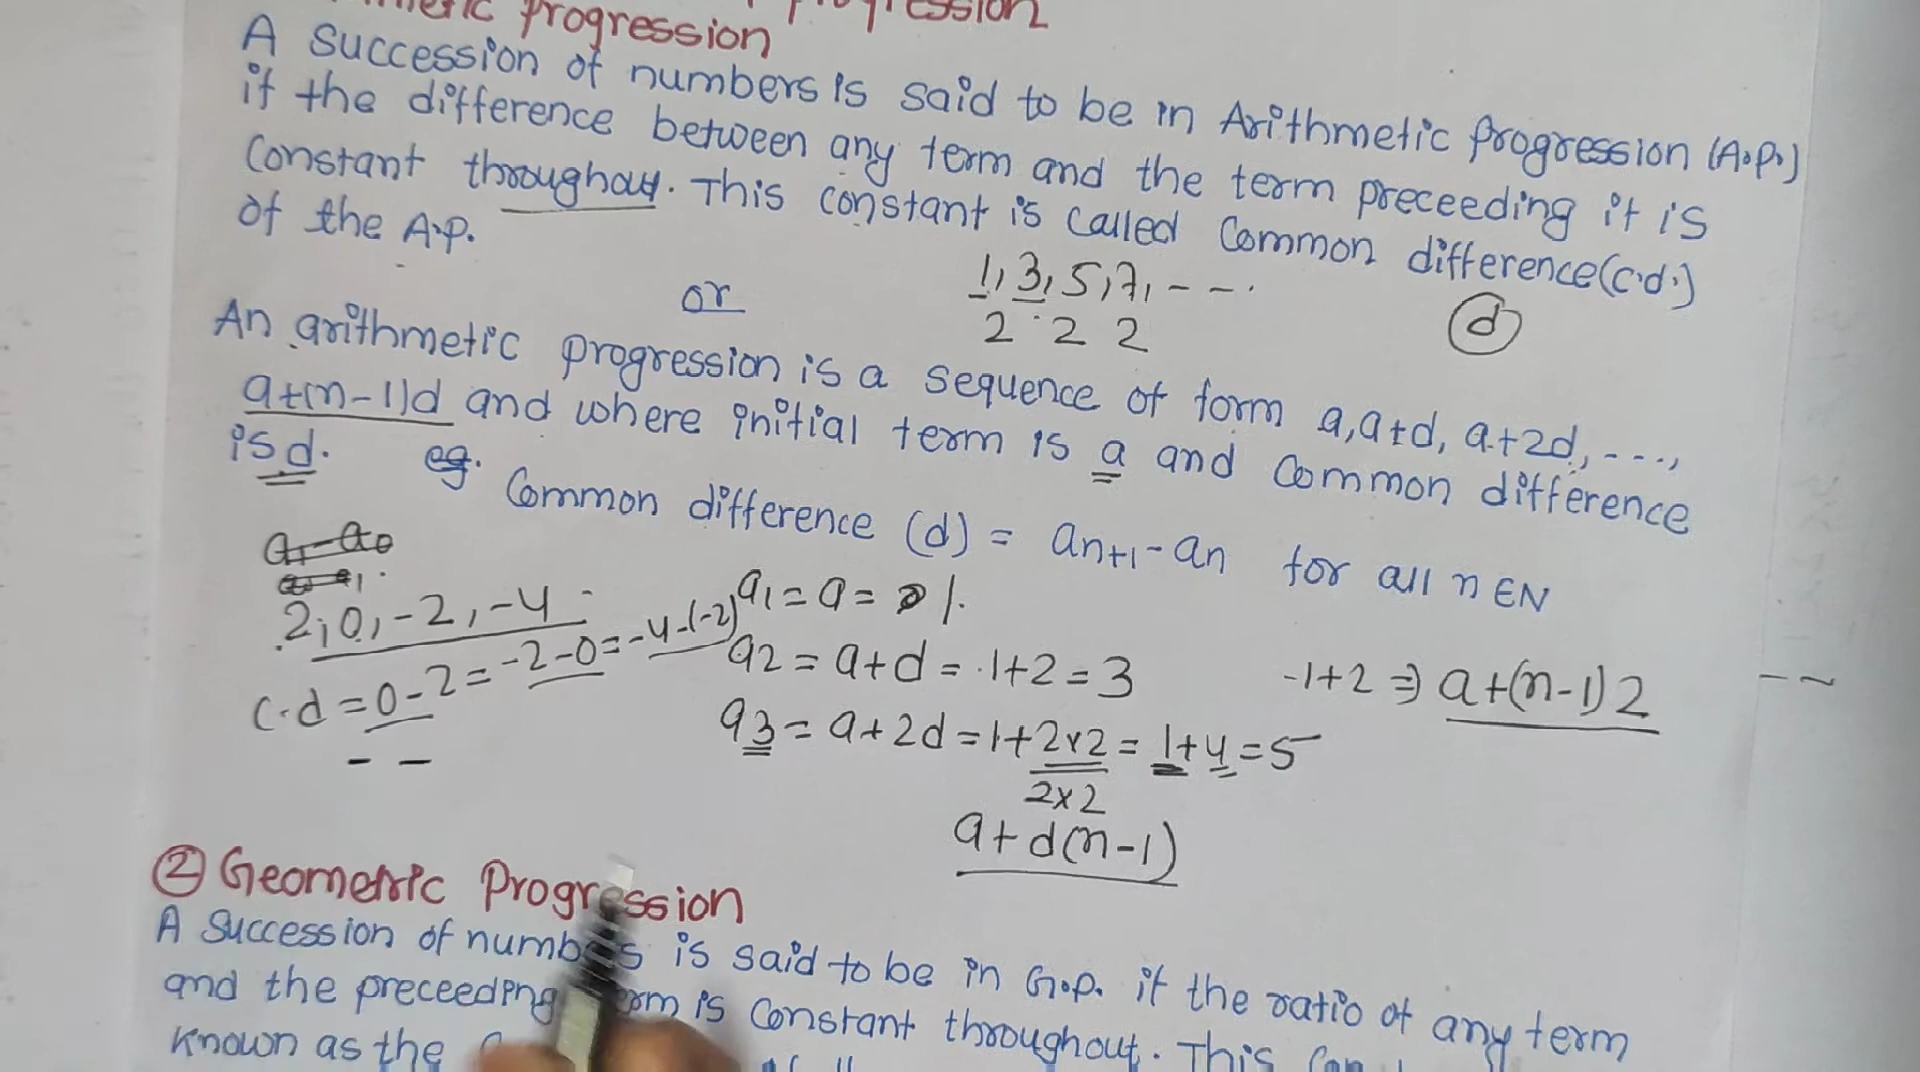 Progression
Progression
A succession of numbers is said to be in Arithmetic Progression (A.P.)
if the difference between any term and the term preceeding it is
constant throughout. This constant is called Common difference (c.d.)
of the A.P.
1, 3, 5, 7, - - .
2 2 2
d
or
An arithmetic progression is a sequence of form a, a+d, a+2d, ---,
a+(n-1)d and where initial term is a and Common difference
is d.
eg. Common difference (d) = an+1 - an for all n ∈ N
a1 - a0
2, 0, -2, -4
c.d = 0-2 = -2-0 = -4-(-2)
- -
a1 = a = 1.
a2 = a+d = 1+2 = 3
-1+2 ⇒ a+(n-1)2
a3 = a+2d = 1+2×2 = 1+4 = 5
2×2
a+d(n-1)
② Geometric Progression
A succession of numbers is said to be in G.P. if the ratio of any term
and the preceeding term is constant throughout. This
known as the